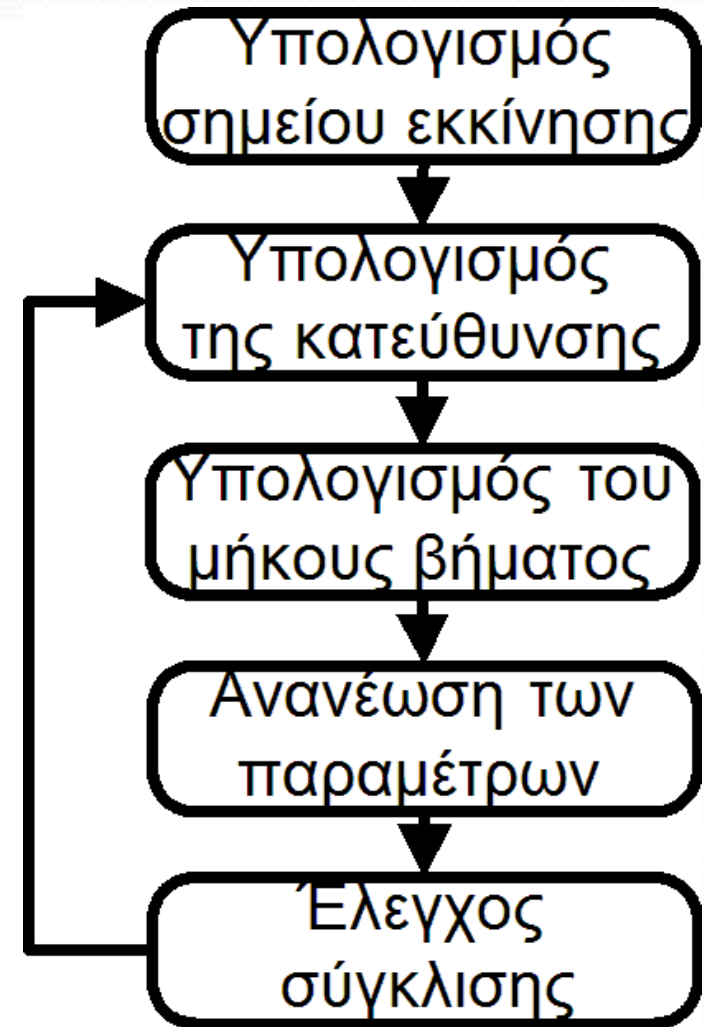 Υπολογισμός
σημείου εκκίνησης
Υπολογισμός
της κατεύθυνσης
Υπολογισμός του
μήκους βήματος
Ανανέωση των
παραμέτρων
Έλεγχος
σύγκλισης